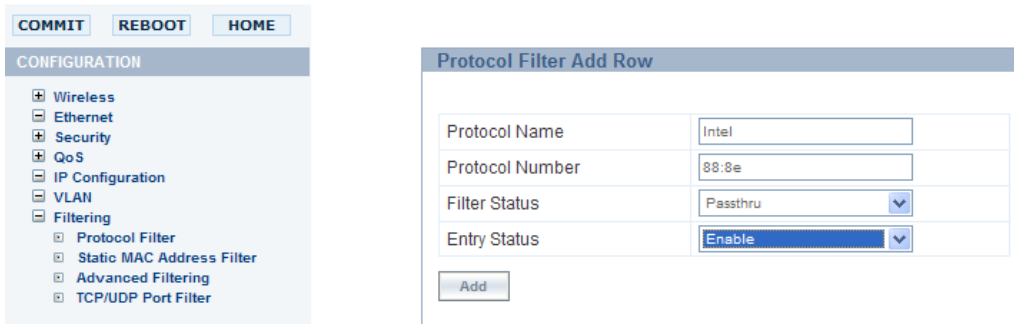 COMMIT REBOOT HOME
CONFIGURATION
Wireless
Ethernet
Security
QoS
IP Configuration
VLAN
Filtering
Protocol Filter
Static MAC Address Filter
Advanced Filtering
TCP/UDP Port Filter
Protocol Filter Add Row
Protocol Name Intel
Protocol Number 88:8e
Filter Status Passthru
Entry Status Enable
Add